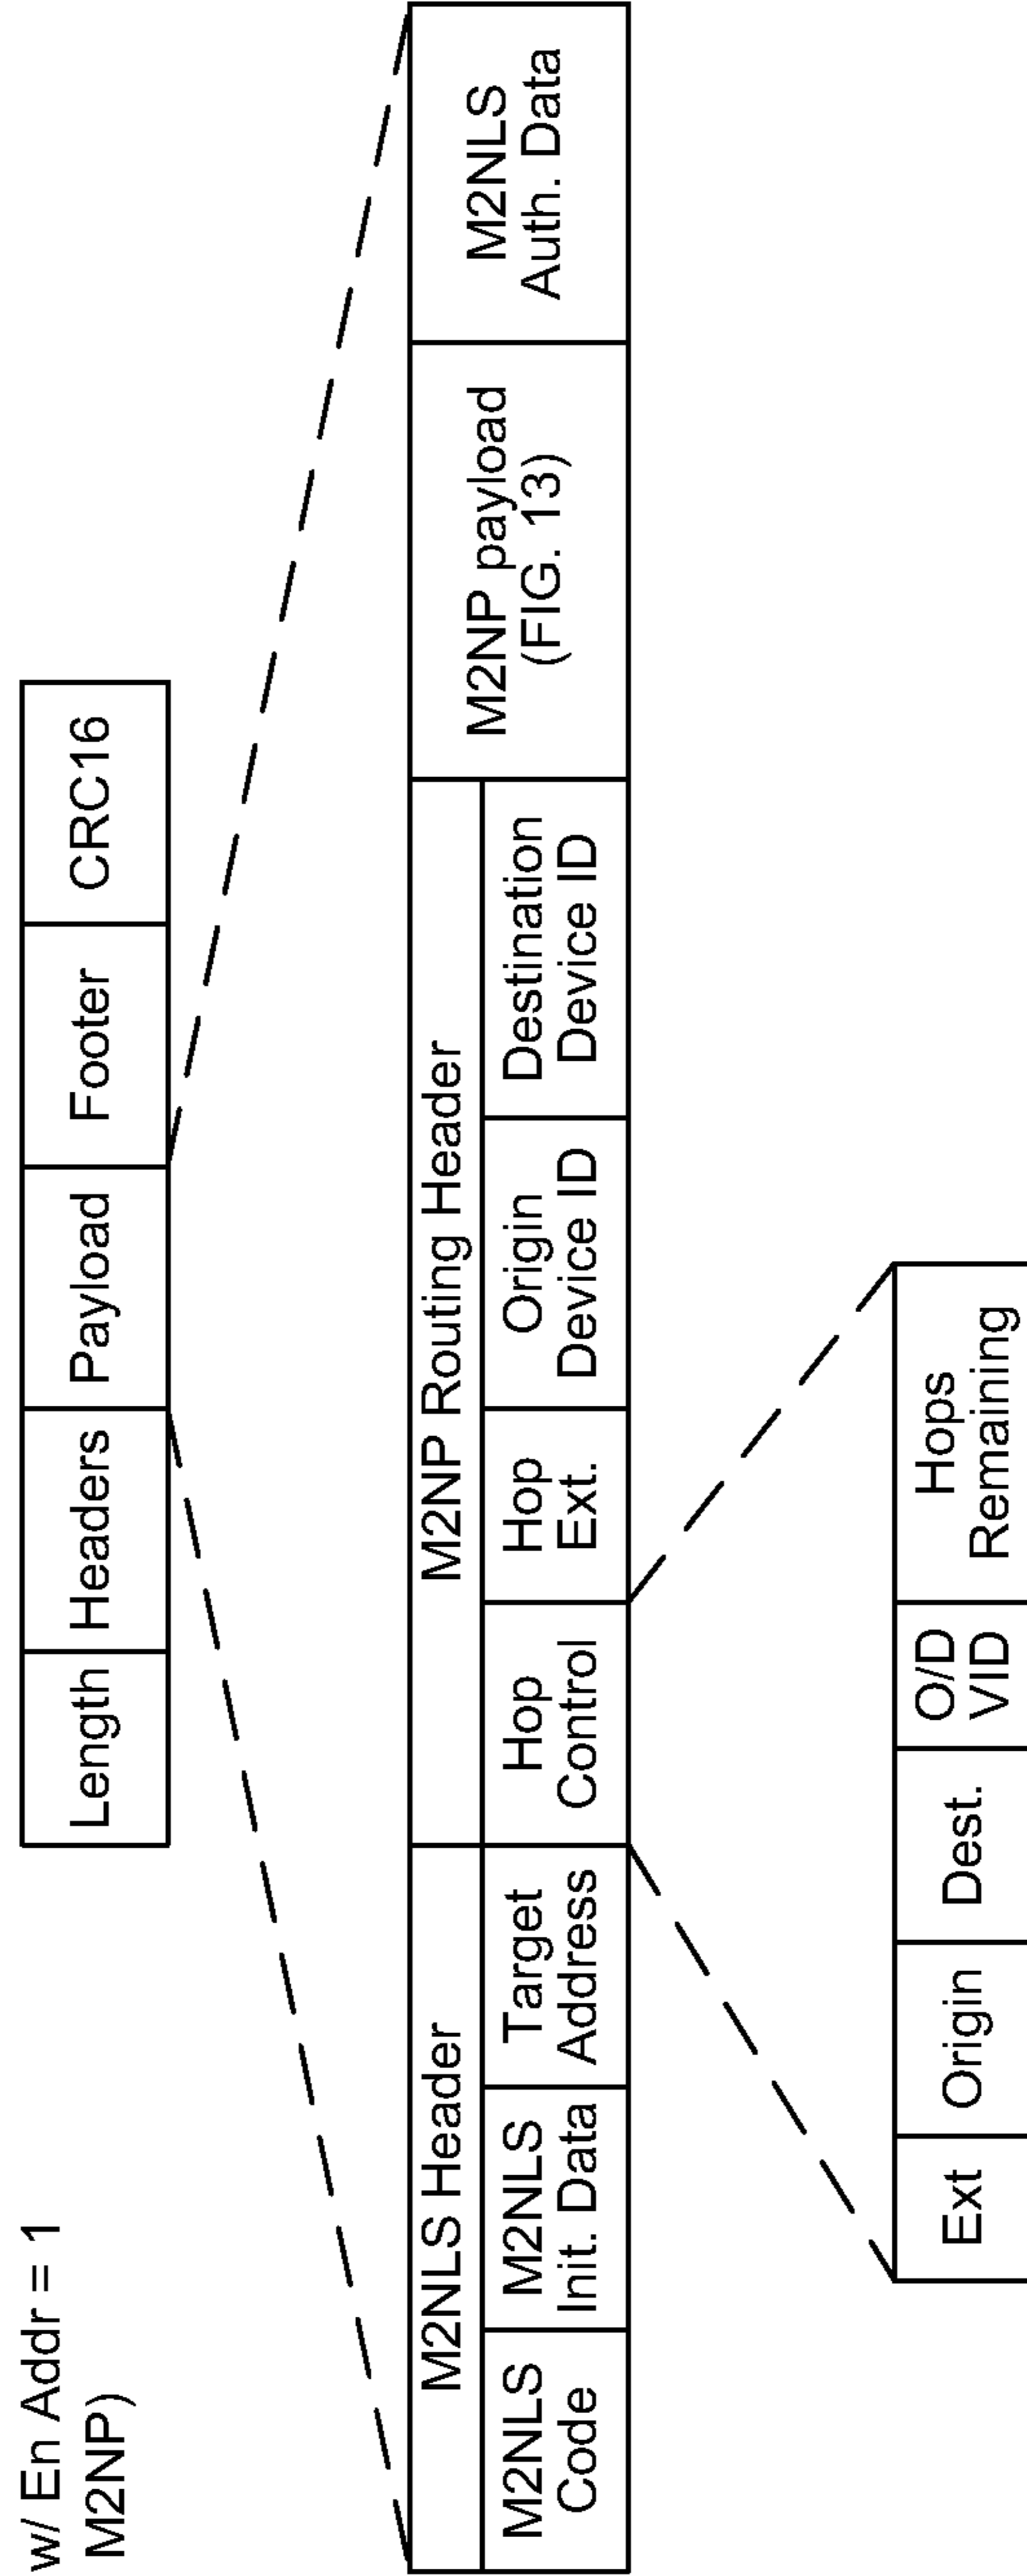 w/ En Addr = 1
M2NP)
Length
Headers
Payload
Footer
CRC16
M2NLS Header
M2NP Routing Header
M2NLS
Code
M2NLS
Init. Data
Target
Address
Hop
Control
Hop
Ext.
Origin
Device ID
Destination
Device ID
M2NP payload
(FIG. 13)
M2NLS
Auth. Data
Ext
Origin
Dest.
O/D
VID
Hops
Remaining